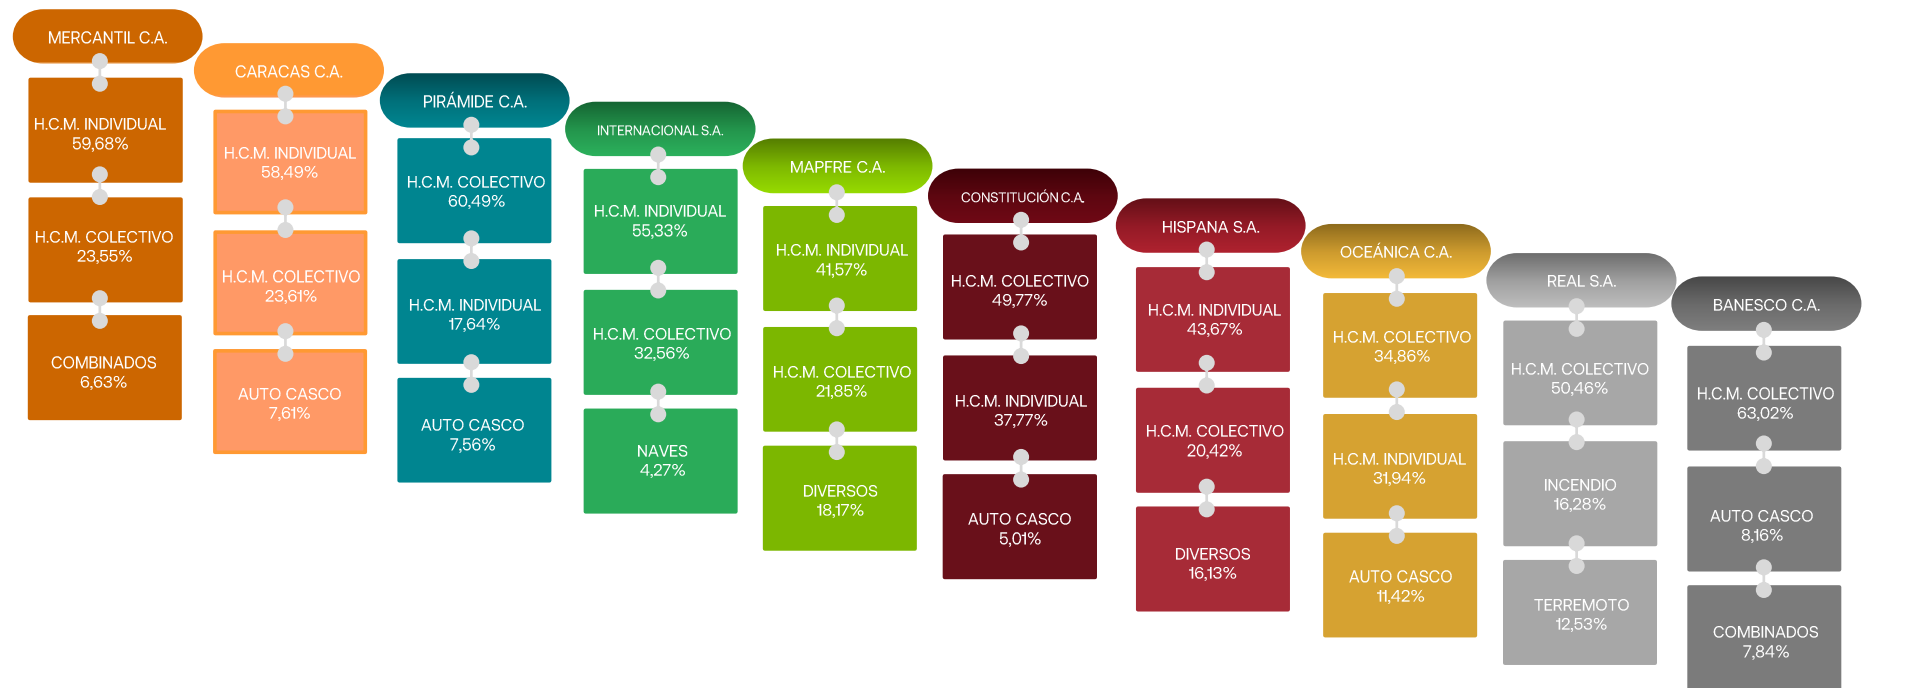 MERCANTIL C.A.
H.C.M. INDIVIDUAL
59,68%
H.C.M. COLECTIVO
23,55%
COMBINADOS
6,63%
CARACAS C.A.
H.C.M. INDIVIDUAL
58,49%
H.C.M. COLECTIVO
23,61%
AUTO CASCO
7,61%
PIRÁMIDE C.A.
H.C.M. COLECTIVO
60,49%
H.C.M. INDIVIDUAL
17,64%
AUTO CASCO
7,56%
INTERNACIONAL S.A.
H.C.M. INDIVIDUAL
55,33%
H.C.M. COLECTIVO
32,56%
NAVES
4,27%
MAPFRE C.A.
H.C.M. INDIVIDUAL
41,57%
H.C.M. COLECTIVO
21,85%
DIVERSOS
18,17%
CONSTITUCIÓN C.A.
H.C.M. COLECTIVO
49,77%
H.C.M. INDIVIDUAL
37,77%
AUTO CASCO
5,01%
HISPANA S.A.
H.C.M. INDIVIDUAL
43,67%
H.C.M. COLECTIVO
20,42%
DIVERSOS
16,13%
OCEÁNICA C.A.
H.C.M. COLECTIVO
34,86%
H.C.M. INDIVIDUAL
31,94%
AUTO CASCO
11,42%
REAL S.A.
H.C.M. COLECTIVO
50,46%
INCENDIO
16,28%
TERREMOTO
12,53%
BANESCO C.A.
H.C.M. COLECTIVO
63,02%
AUTO CASCO
8,16%
COMBINADOS
7,84%